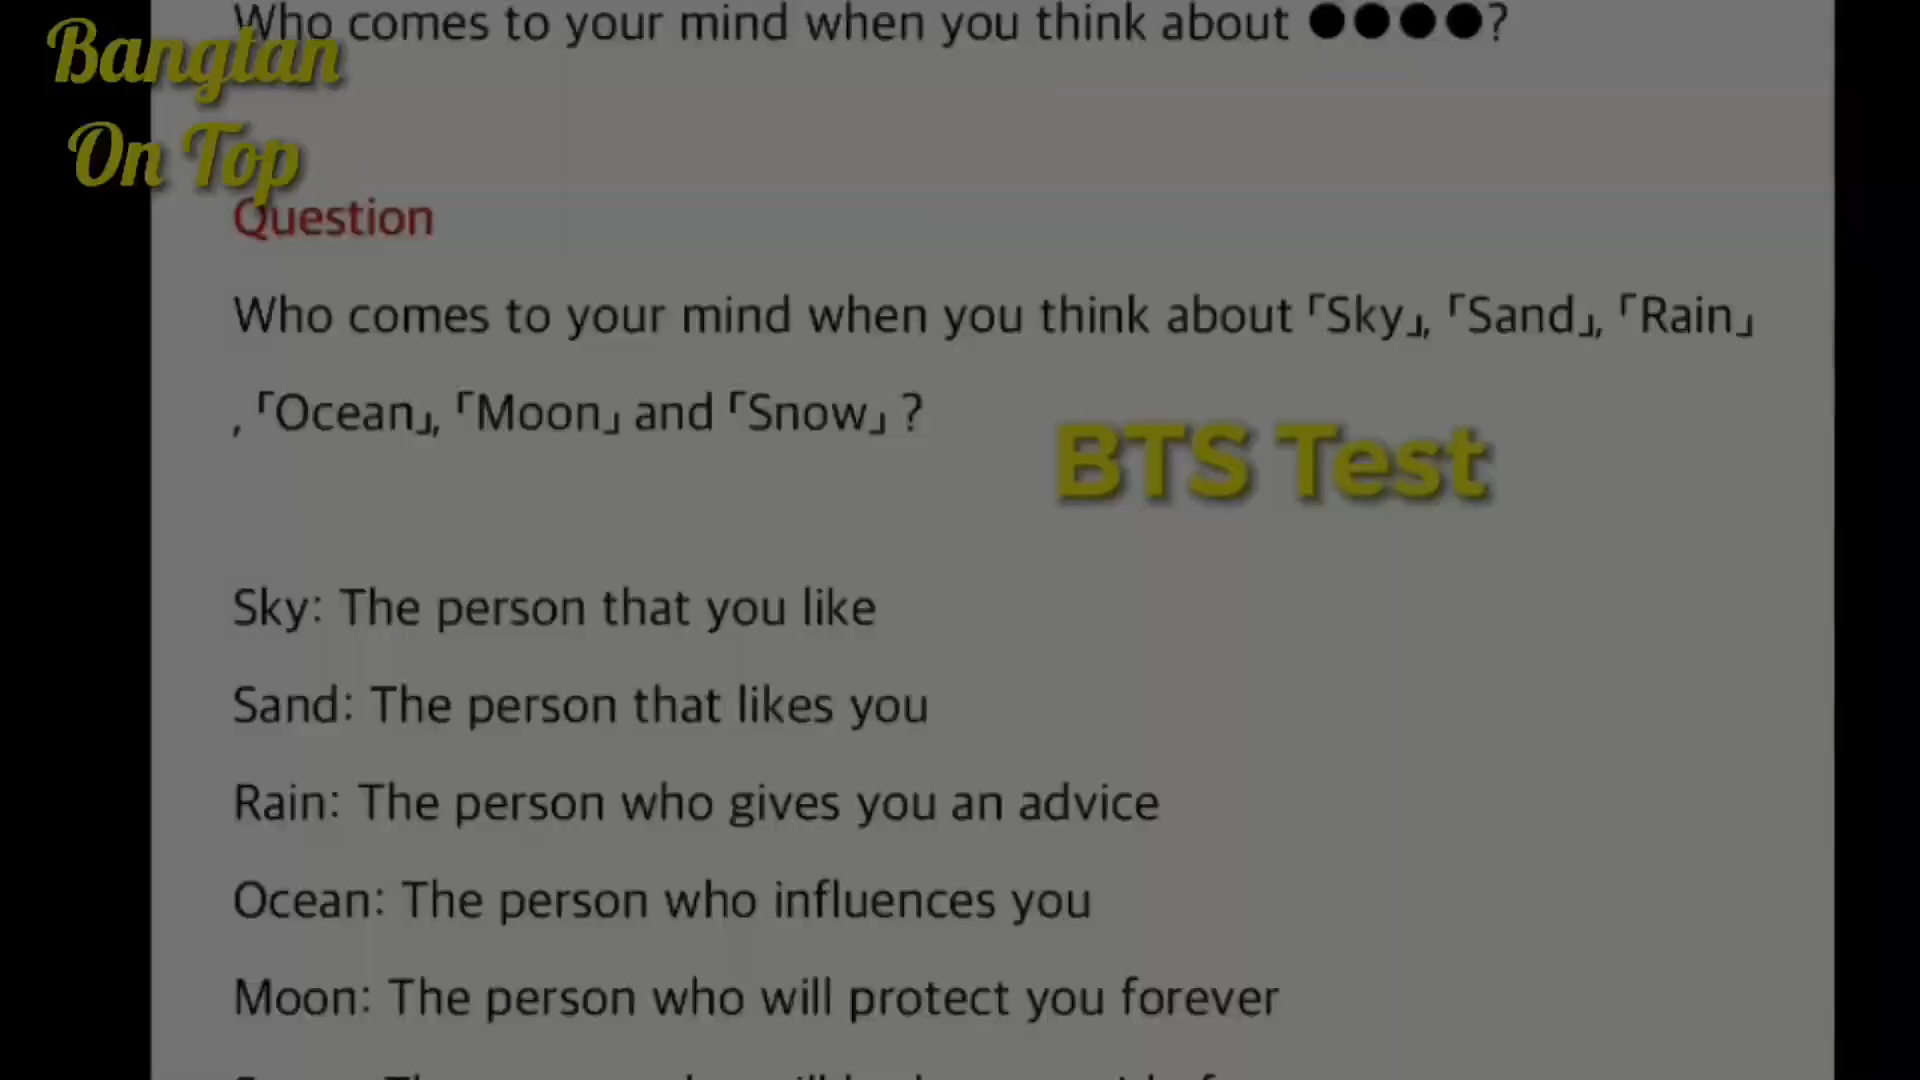 Who comes to your mind when you think about ●●●●?
Bangtan
On Top
Question
Who comes to your mind when you think about「Sky」,「Sand」,「Rain」
,「Ocean」,「Moon」and「Snow」?
BTS Test
Sky: The person that you like
Sand: The person that likes you
Rain: The person who gives you an advice
Ocean: The person who influences you
Moon: The person who will protect you forever